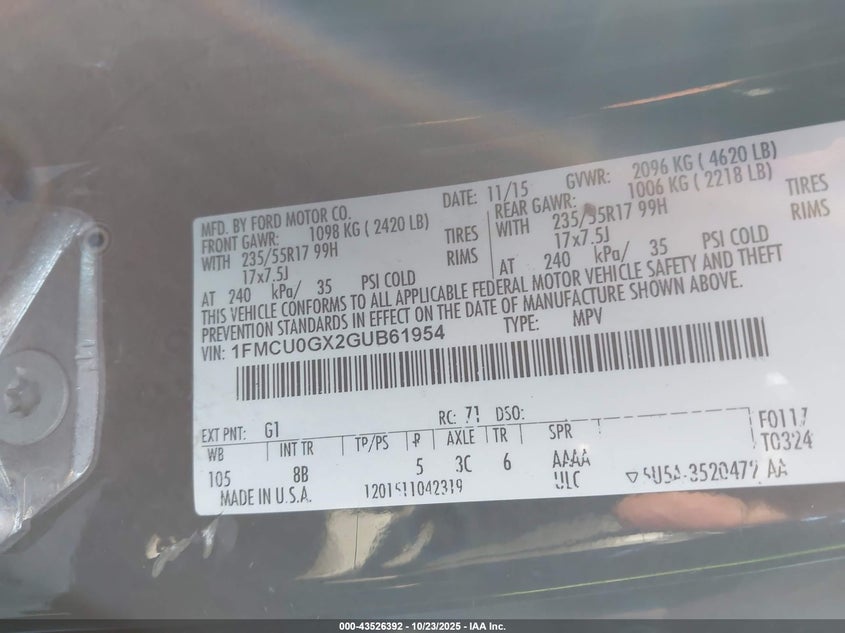 MFD. BY FORD MOTOR CO. DATE: 11/15 GVWR: 2096 KG ( 4620 LB)
FRONT GAWR: 1098 KG ( 2420 LB) REAR GAWR: 1006 KG ( 2218 LB)
WITH 235/55R17 99H TIRES WITH 235/55R17 99H TIRES
17x7.5J RIMS 17x7.5J RIMS
AT 240 kPa/ 35 PSI COLD AT 240 kPa/ 35 PSI COLD
THIS VEHICLE CONFORMS TO ALL APPLICABLE FEDERAL MOTOR VEHICLE SAFETY AND THEFT
PREVENTION STANDARDS IN EFFECT ON THE DATE OF MANUFACTURE SHOWN ABOVE.
VIN: 1FMCU0GX2GUB61954 TYPE: MPV
EXT PNT: G1 RC: 71 DSO: F0117
WB INT TR TP/PS R AXLE TR SPR T0324
105 8B 5 3C 6 AAAA
MADE IN U.S.A. 1201511042319 ULC
000-43526392 - 10/23/2025 - IAA Inc.